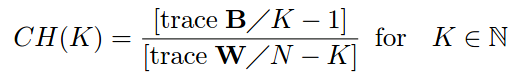 CH(K) = [trace B/K − 1] / [trace W/N − K] for K ∈ ℕ